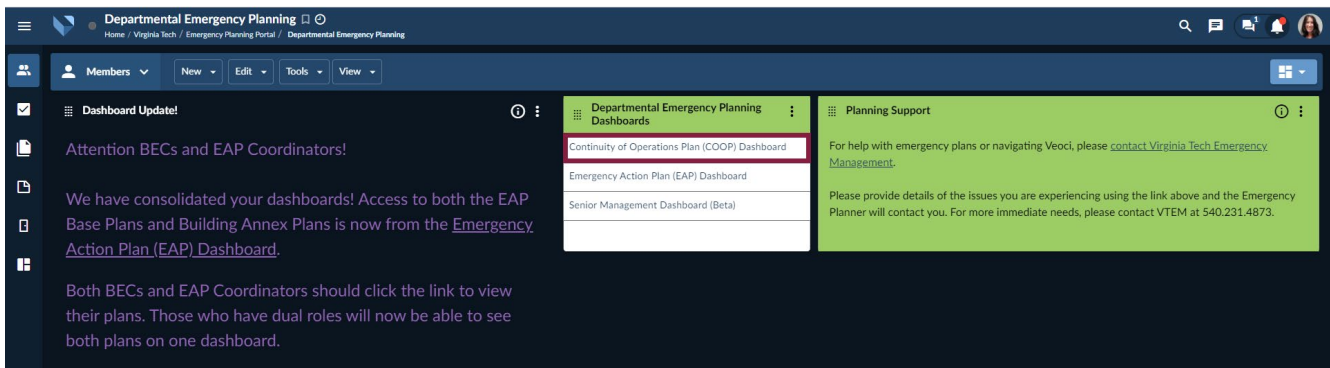 Departmental Emergency Planning
Home / Virginia Tech / Emergency Planning Portal / Departmental Emergency Planning
1
Members
New
Edit
Tools
View
Dashboard Update!
Attention BECs and EAP Coordinators!
We have consolidated your dashboards! Access to both the EAP
Base Plans and Building Annex Plans is now from the Emergency
Action Plan (EAP) Dashboard.
Both BECs and EAP Coordinators should click the link to view
their plans. Those who have dual roles will now be able to see
both plans on one dashboard.
Departmental Emergency Planning
Dashboards
Continuity of Operations Plan (COOP) Dashboard
Emergency Action Plan (EAP) Dashboard
Senior Management Dashboard (Beta)
Planning Support
For help with emergency plans or navigating Veoci, please contact Virginia Tech Emergency
Management.
Please provide details of the issues you are experiencing using the link above and the Emergency
Planner will contact you. For more immediate needs, please contact VTEM at 540.231.4873.